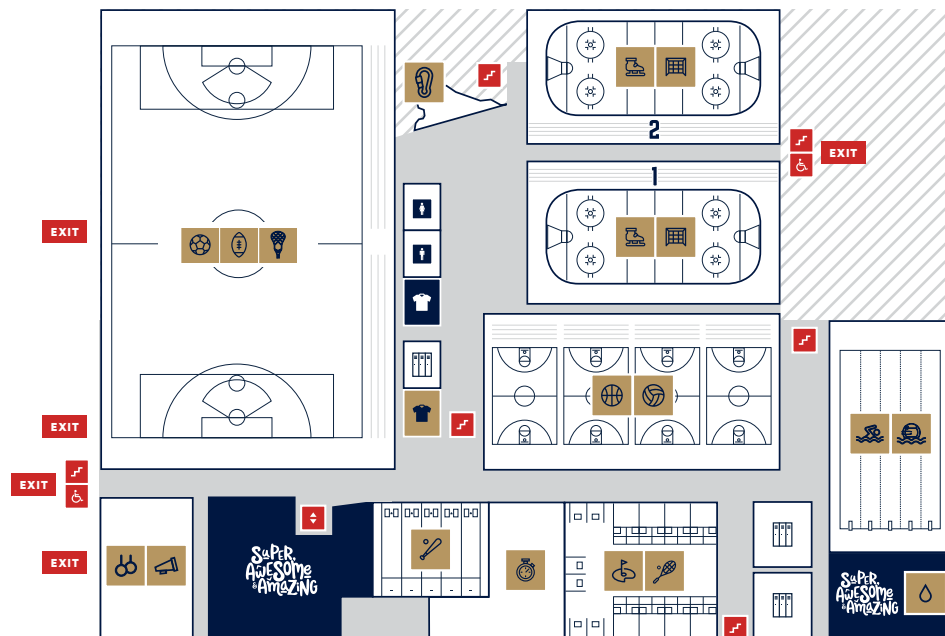 2
EXIT
1
EXIT
EXIT
EXIT
EXIT
SUPER,
AWESOME
& AMAZING
SUPER,
AWESOME
& AMAZING